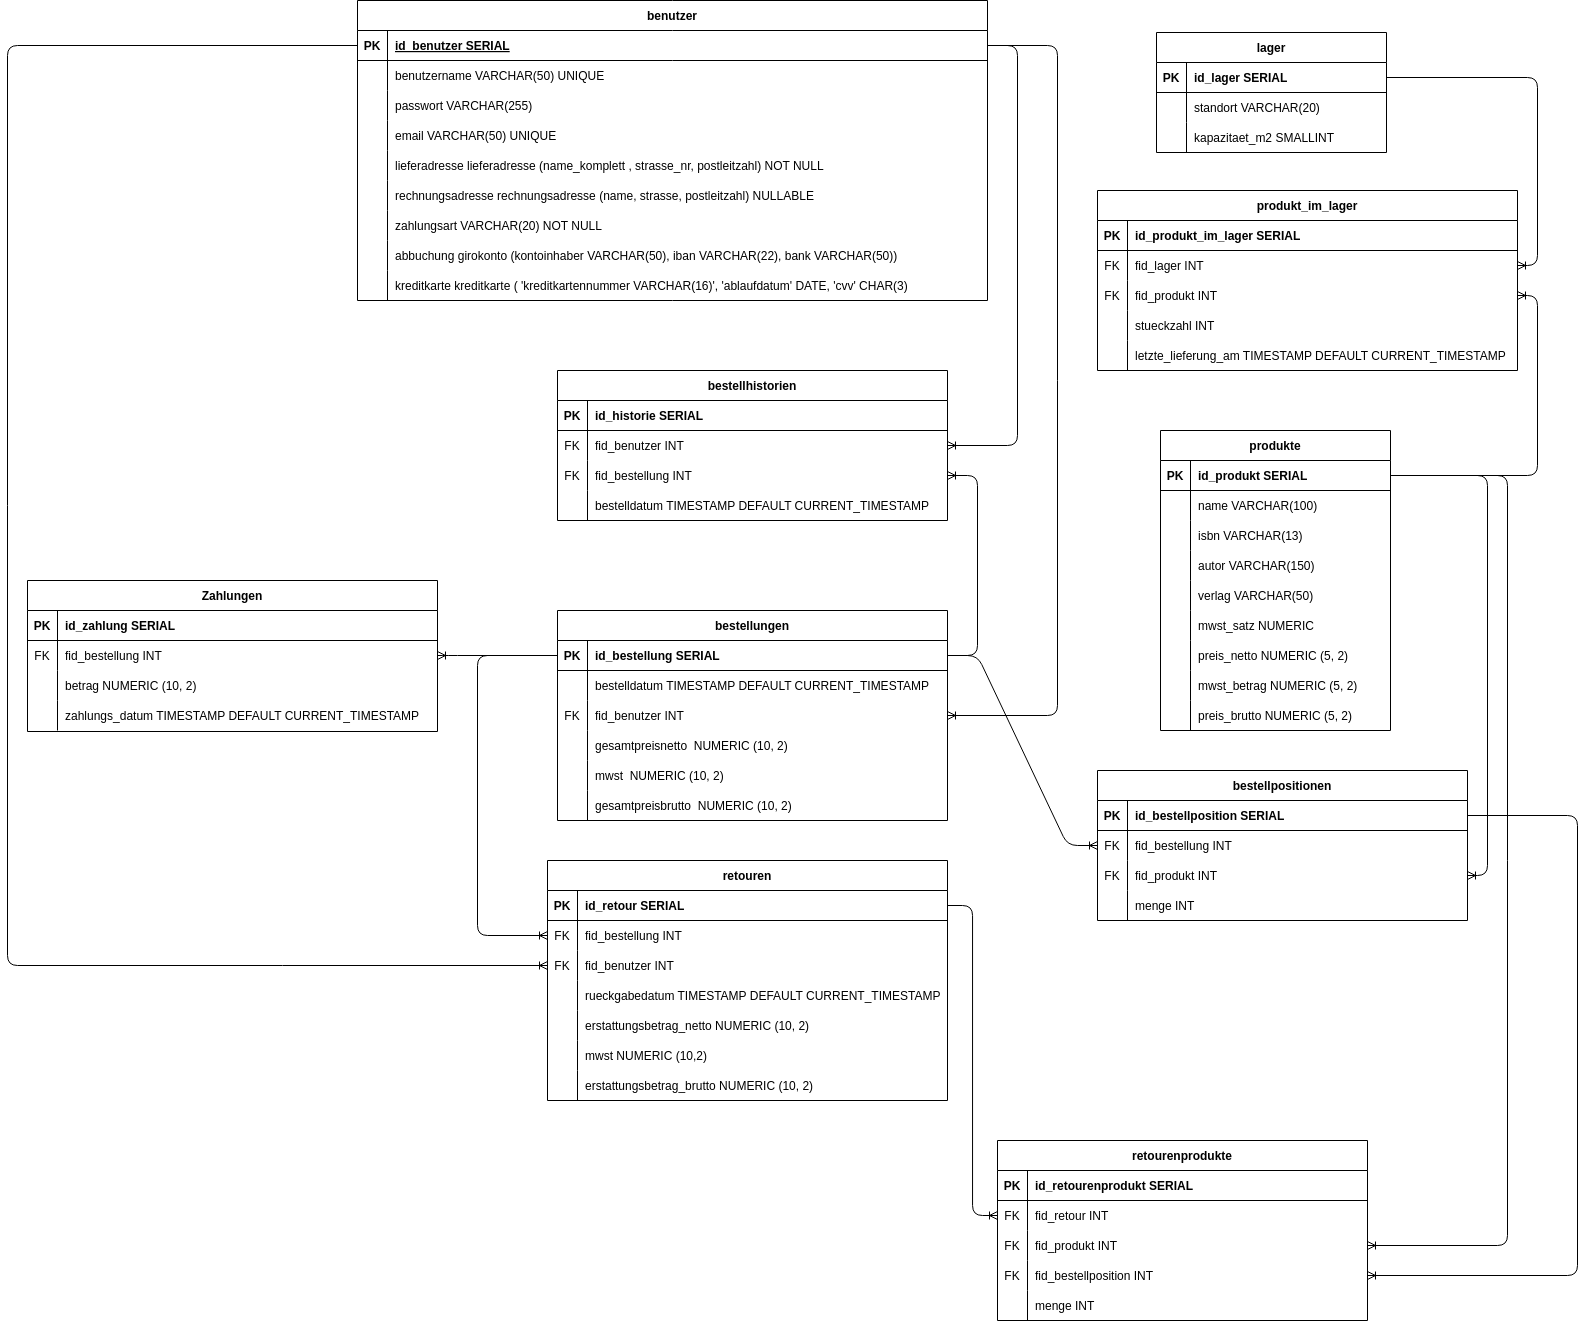 benutzer
PK id_benutzer SERIAL
benutzername VARCHAR(50) UNIQUE
passwort VARCHAR(255)
email VARCHAR(50) UNIQUE
lieferadresse lieferadresse (name_komplett , strasse_nr, postleitzahl) NOT NULL
rechnungsadresse rechnungsadresse (name, strasse, postleitzahl) NULLABLE
zahlungsart VARCHAR(20) NOT NULL
abbuchung girokonto (kontoinhaber VARCHAR(50), iban VARCHAR(22), bank VARCHAR(50))
kreditkarte kreditkarte ( 'kreditkartennummer VARCHAR(16)', 'ablaufdatum' DATE, 'cvv' CHAR(3)
lager
PK id_lager SERIAL
standort VARCHAR(20)
kapazitaet_m2 SMALLINT
produkt_im_lager
PK id_produkt_im_lager SERIAL
FK fid_lager INT
FK fid_produkt INT
stueckzahl INT
letzte_lieferung_am TIMESTAMP DEFAULT CURRENT_TIMESTAMP
bestellhistorien
PK id_historie SERIAL
FK fid_benutzer INT
FK fid_bestellung INT
bestelldatum TIMESTAMP DEFAULT CURRENT_TIMESTAMP
produkte
PK id_produkt SERIAL
name VARCHAR(100)
isbn VARCHAR(13)
autor VARCHAR(150)
verlag VARCHAR(50)
mwst_satz NUMERIC
preis_netto NUMERIC (5, 2)
mwst_betrag NUMERIC (5, 2)
preis_brutto NUMERIC (5, 2)
Zahlungen
PK id_zahlung SERIAL
FK fid_bestellung INT
betrag NUMERIC (10, 2)
zahlungs_datum TIMESTAMP DEFAULT CURRENT_TIMESTAMP
bestellungen
PK id_bestellung SERIAL
bestelldatum TIMESTAMP DEFAULT CURRENT_TIMESTAMP
FK fid_benutzer INT
gesamtpreisnetto  NUMERIC (10, 2)
mwst  NUMERIC (10, 2)
gesamtpreisbrutto  NUMERIC (10, 2)
bestellpositionen
PK id_bestellposition SERIAL
FK fid_bestellung INT
FK fid_produkt INT
menge INT
retouren
PK id_retour SERIAL
FK fid_bestellung INT
FK fid_benutzer INT
rueckgabedatum TIMESTAMP DEFAULT CURRENT_TIMESTAMP
erstattungsbetrag_netto NUMERIC (10, 2)
mwst NUMERIC (10,2)
erstattungsbetrag_brutto NUMERIC (10, 2)
retourenprodukte
PK id_retourenprodukt SERIAL
FK fid_retour INT
FK fid_produkt INT
FK fid_bestellposition INT
menge INT